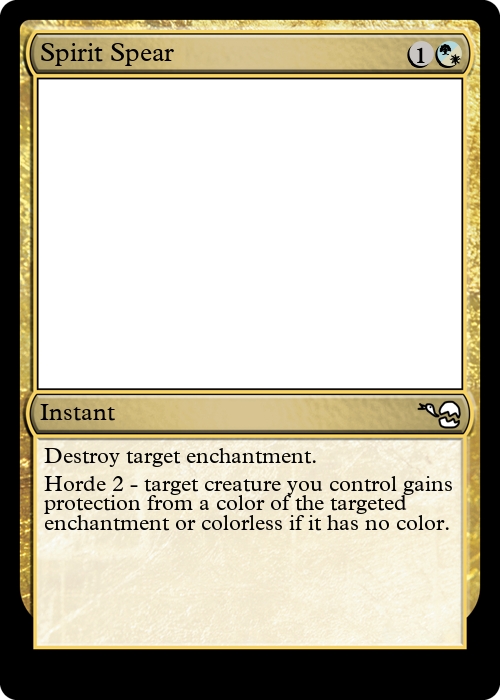 Spirit Spear 1
Instant
Destroy target enchantment.
Horde 2 - target creature you control gains
protection from a color of the targeted
enchantment or colorless if it has no color.